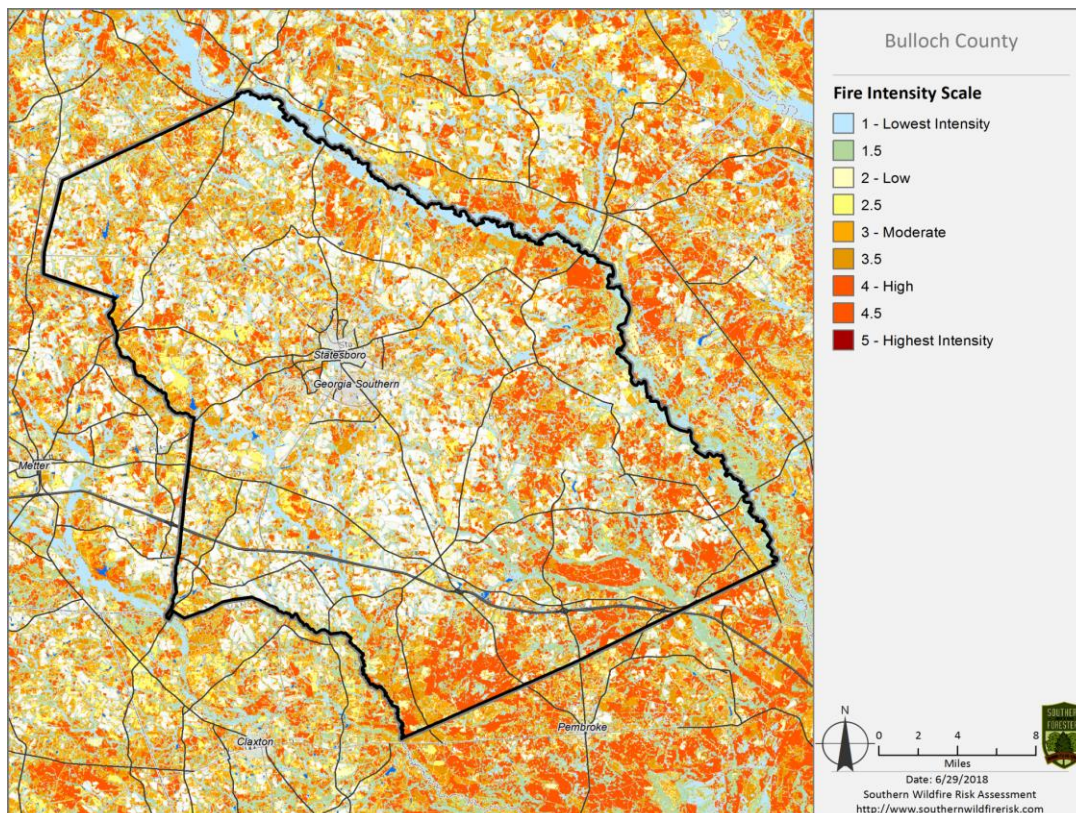 Bulloch County
Fire Intensity Scale
1 - Lowest Intensity
1.5
2 - Low
2.5
3 - Moderate
3.5
4 - High
4.5
5 - Highest Intensity
Statesboro
Georgia Southern
Metter
Claxton
Pembroke
N
0 2 4 8
Miles
SOUTHERN
Date: 6/29/2018
Southern Wildfire Risk Assessment
http://www.southernwildfirerisk.com